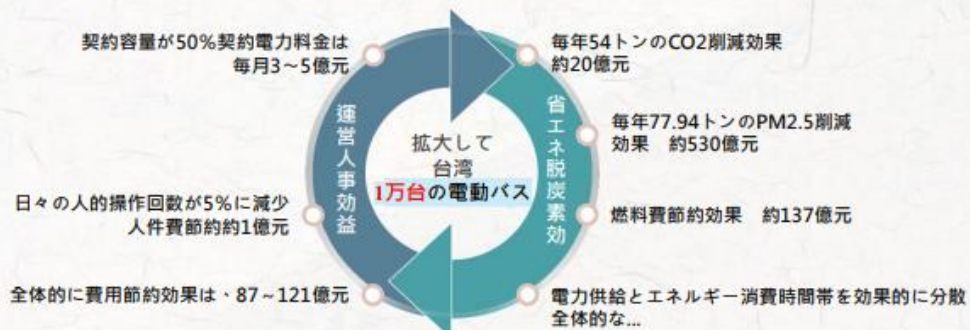 契約容量が50%契約電力料金は
毎月3～5億元
日々の人的操作回数が5%に減少
人件費節約約1億元
全体的に費用節約効果は、87～121億元
運営人事効益
拡大して
台湾
1万台の電動バス
省エネ脱炭素効
毎年54トンのCO2削減効果
約20億元
毎年77.94トンのPM2.5削減
効果　約530億元
燃料費節約効果　約137億元
電力供給とエネルギー消費時間帯を効果的に分散
全体的な...